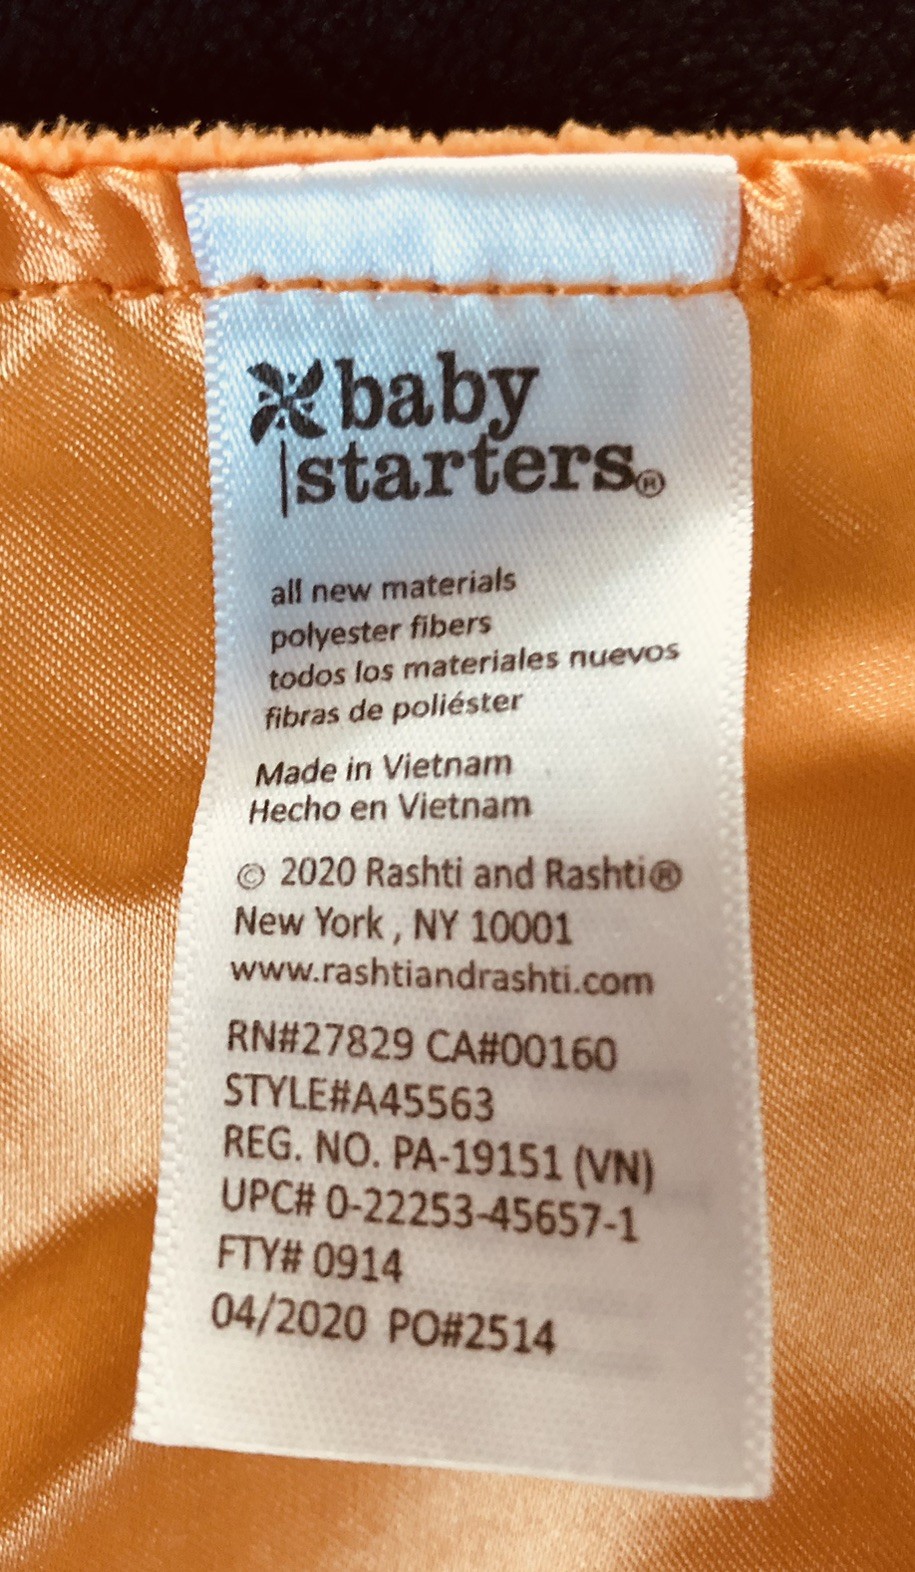 baby
starters®
all new materials
polyester fibers
todos los materiales nuevos
fibras de poliéster
Made in Vietnam
Hecho en Vietnam
© 2020 Rashti and Rashti®
New York , NY 10001
www.rashtiandrashti.com
RN#27829 CA#00160
STYLE#A45563
REG. NO. PA-19151 (VN)
UPC# 0-22253-45657-1
FTY# 0914
04/2020 PO#2514